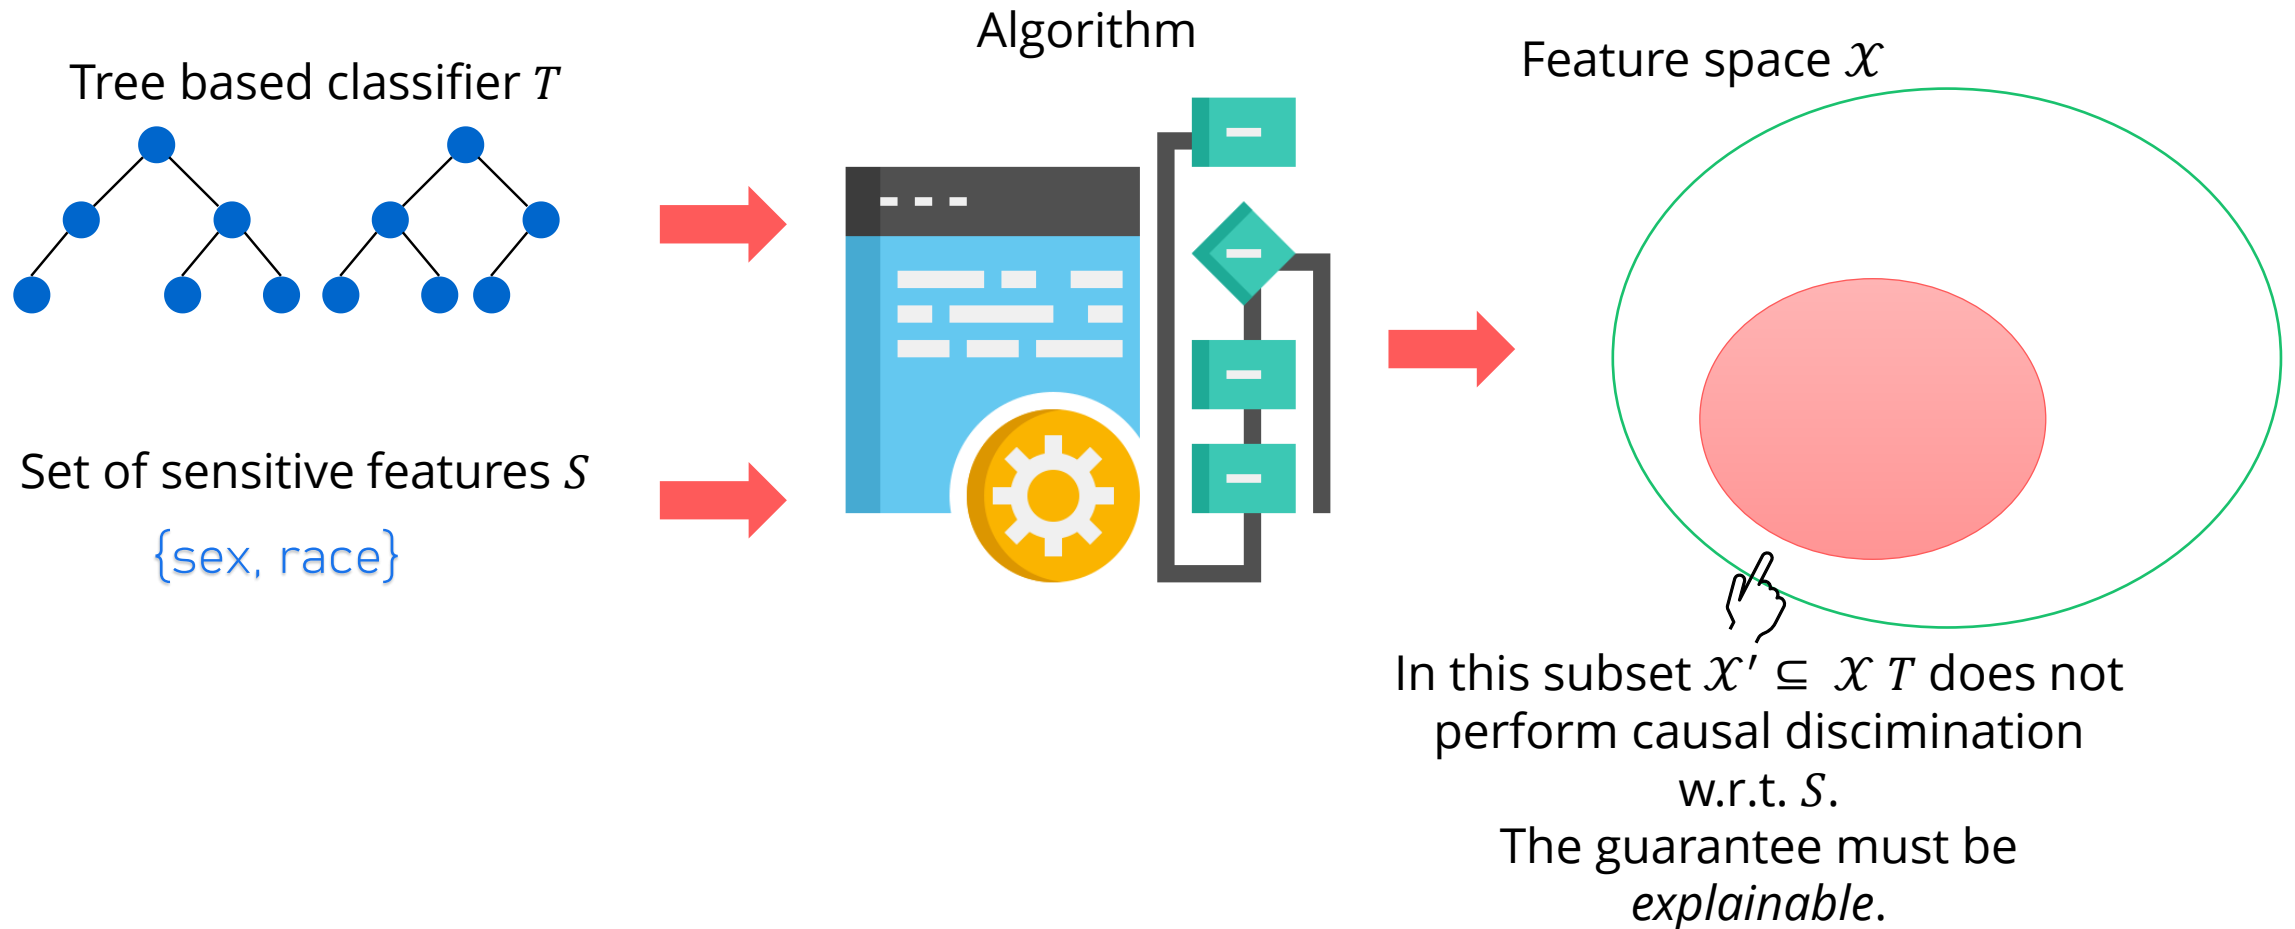 Algorithm
Tree based classifier T
Feature space 𝒳
Set of sensitive features S
{sex, race}
In this subset 𝒳′ ⊆ 𝒳 T does not
perform causal discimination
w.r.t. S.
The guarantee must be
explainable.